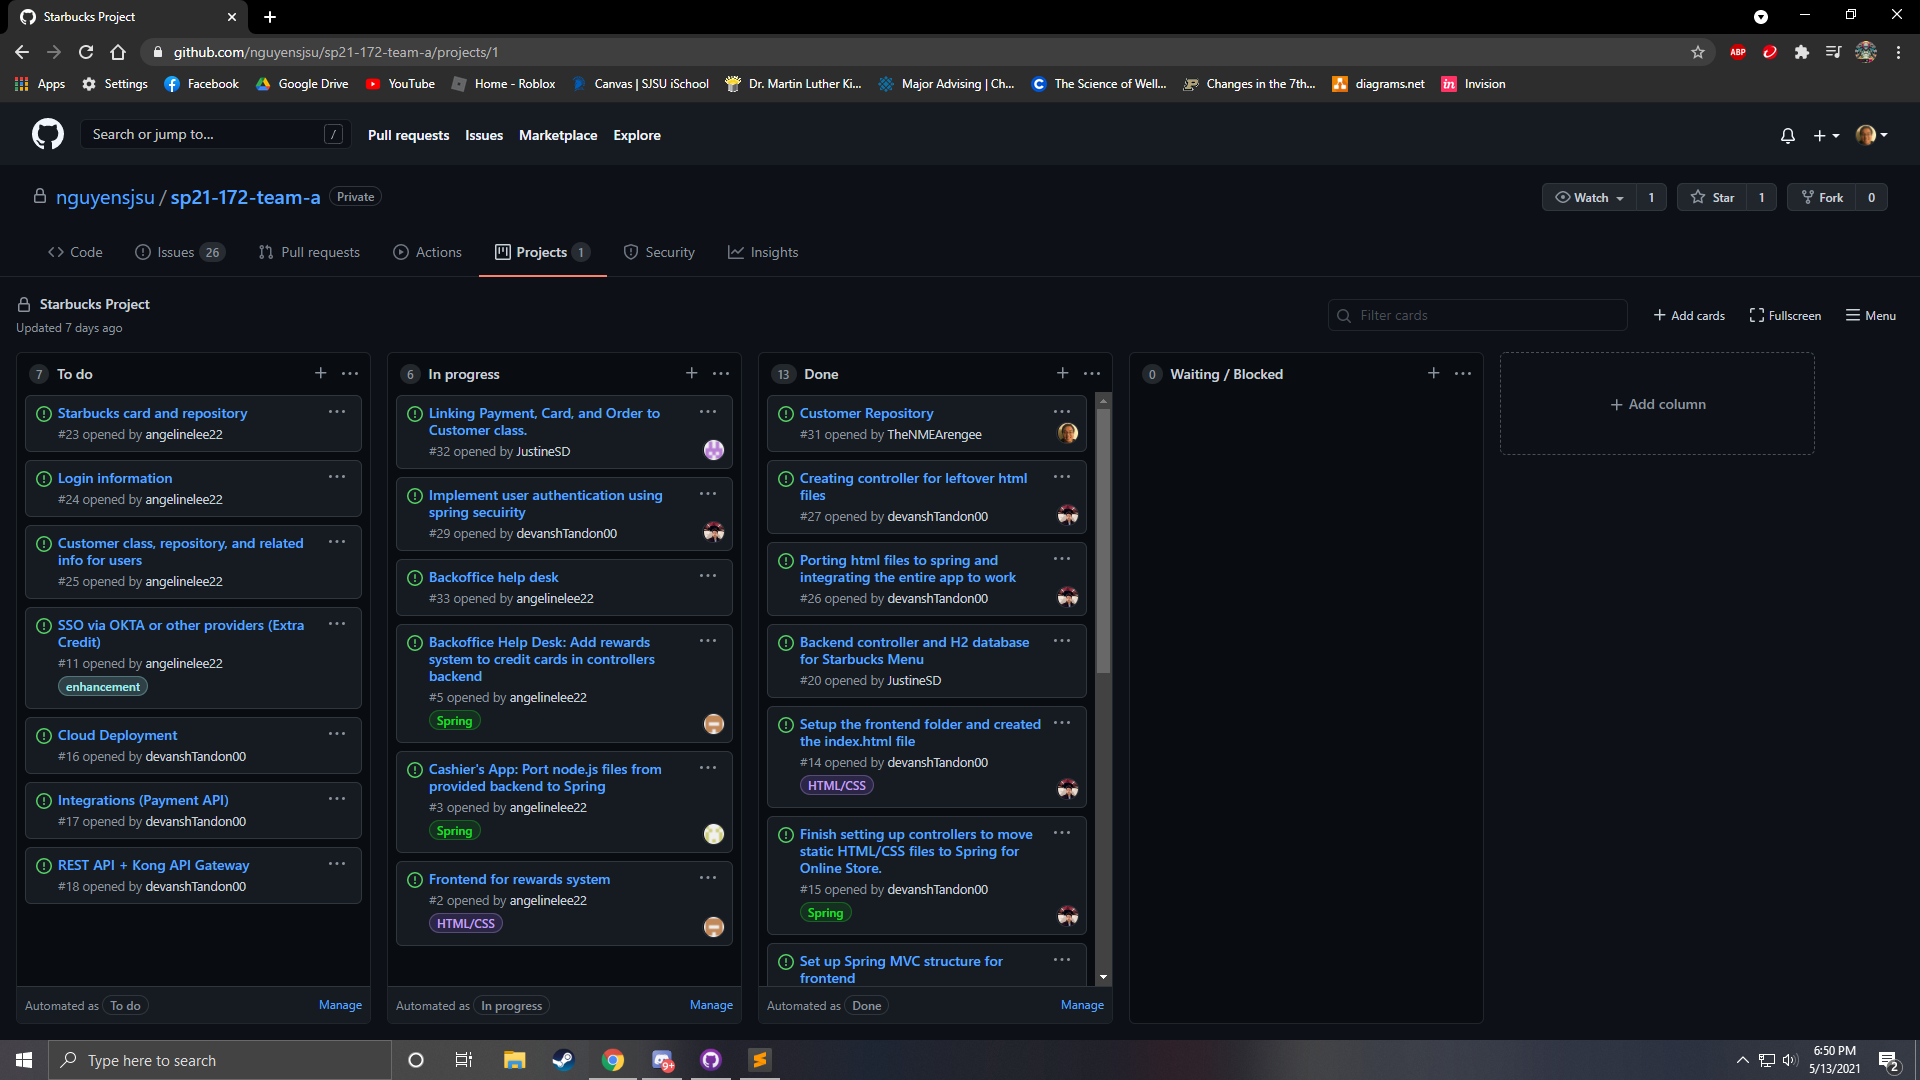 Starbucks Project
github.com/nguyensjsu/sp21-172-team-a/projects/1
ABP
Apps Settings Facebook Google Drive YouTube Home - Roblox Canvas | SJSU iSchool Dr. Martin Luther Ki... Major Advising | Ch... The Science of Well... Changes in the 7th... diagrams.net in Invision
Search or jump to... / Pull requests Issues Marketplace Explore
nguyensjsu / sp21-172-team-a Private
Watch 1 Star 1 Fork 0
Code Issues 26 Pull requests Actions Projects 1 Security Insights
Starbucks Project
Updated 7 days ago
Filter cards
Add cards Fullscreen Menu
7 To do
Starbucks card and repository
#23 opened by angelinelee22
Login information
#24 opened by angelinelee22
Customer class, repository, and related
info for users
#25 opened by angelinelee22
SSO via OKTA or other providers (Extra
Credit)
#11 opened by angelinelee22
enhancement
Cloud Deployment
#16 opened by devanshTandon00
Integrations (Payment API)
#17 opened by devanshTandon00
REST API + Kong API Gateway
#18 opened by devanshTandon00
Automated as To do Manage
6 In progress
Linking Payment, Card, and Order to
Customer class.
#32 opened by JustineSD
Implement user authentication using
spring secuirity
#29 opened by devanshTandon00
Backoffice help desk
#33 opened by angelinelee22
Backoffice Help Desk: Add rewards
system to credit cards in controllers
backend
#5 opened by angelinelee22
Spring
Cashier's App: Port node.js files from
provided backend to Spring
#3 opened by angelinelee22
Spring
Frontend for rewards system
#2 opened by angelinelee22
HTML/CSS
Automated as In progress Manage
13 Done
Customer Repository
#31 opened by TheNMEArengee
Creating controller for leftover html
files
#27 opened by devanshTandon00
Porting html files to spring and
integrating the entire app to work
#26 opened by devanshTandon00
Backend controller and H2 database
for Starbucks Menu
#20 opened by JustineSD
Setup the frontend folder and created
the index.html file
#14 opened by devanshTandon00
HTML/CSS
Finish setting up controllers to move
static HTML/CSS files to Spring for
Online Store.
#15 opened by devanshTandon00
Spring
Set up Spring MVC structure for
frontend
Automated as Done Manage
0 Waiting / Blocked
Add column
Type here to search
9+
6:50 PM
5/13/2021
2